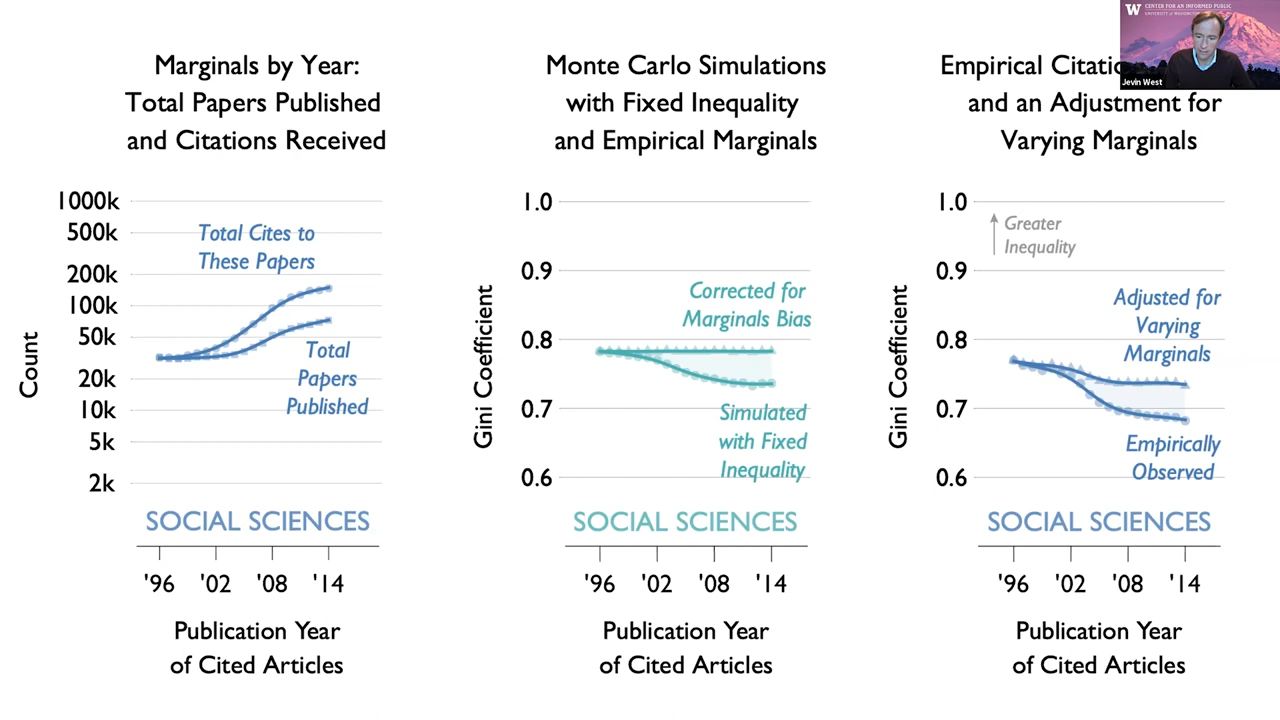 CENTER FOR AN INFORMED PUBLIC
W
Jevin West
Marginals by Year:
Total Papers Published
and Citations Received
1000k
500k
200k
100k
50k
20k
10k
5k
2k
Count
Total Cites to
These Papers
Total
Papers
Published
SOCIAL SCIENCES
'96 '02 '08 '14
Publication Year
of Cited Articles
Monte Carlo Simulations
with Fixed Inequality
and Empirical Marginals
1.0
0.9
0.8
0.7
0.6
Gini Coefficient
Corrected for
Marginals Bias
Simulated
with Fixed
Inequality
SOCIAL SCIENCES
'96 '02 '08 '14
Publication Year
of Cited Articles
Empirical
and an Adjustment for
Varying Marginals
1.0
0.9
0.8
0.7
0.6
Gini Coefficient
Greater
Inequality
Adjusted for
Varying
Marginals
Empirically
Observed
SOCIAL SCIENCES
'96 '02 '08 '14
Publication Year
of Cited Articles